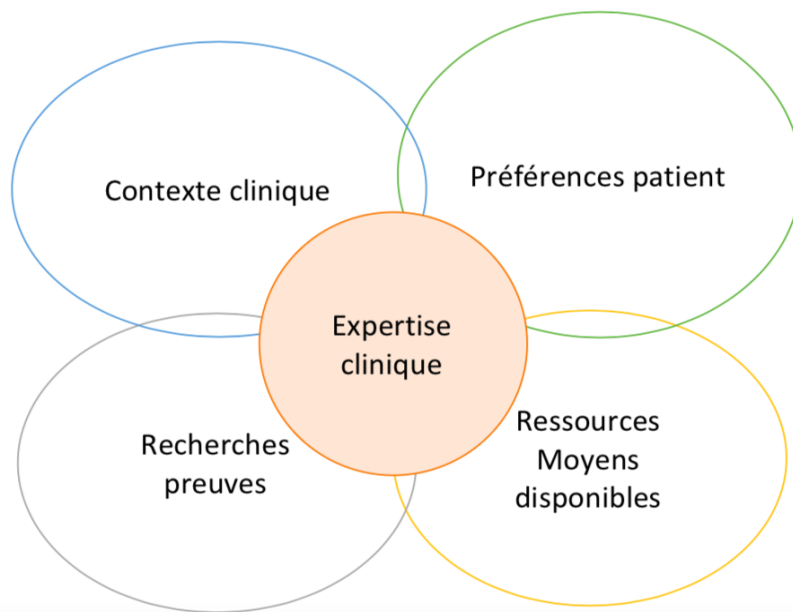 Contexte clinique
Préférences patient
Expertise
clinique
Recherches
preuves
Ressources
Moyens
disponibles